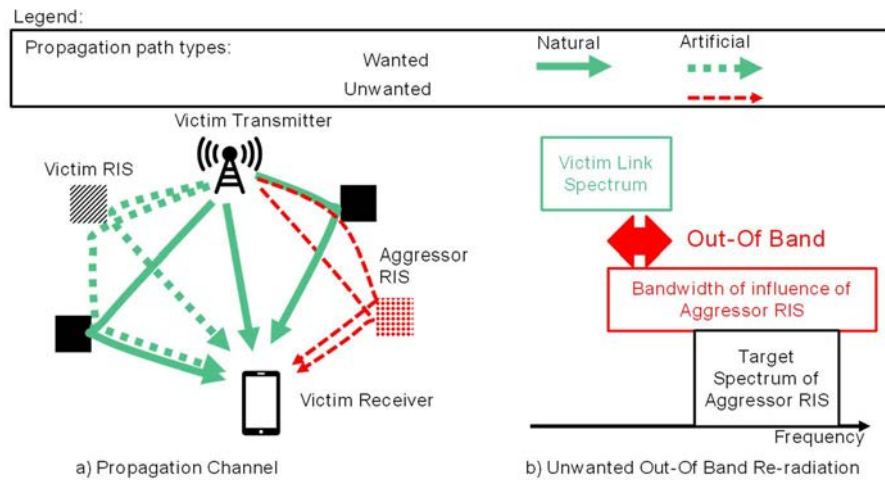 Legend:
Propagation path types:
Natural
Artificial
Wanted
Unwanted
Victim Transmitter
Victim RIS
Aggressor
RIS
Victim Receiver
a) Propagation Channel
Victim Link
Spectrum
Out-Of Band
Bandwidth of influence of
Aggressor RIS
Target
Spectrum of
Aggressor RIS
Frequency
b) Unwanted Out-Of Band Re-radiation